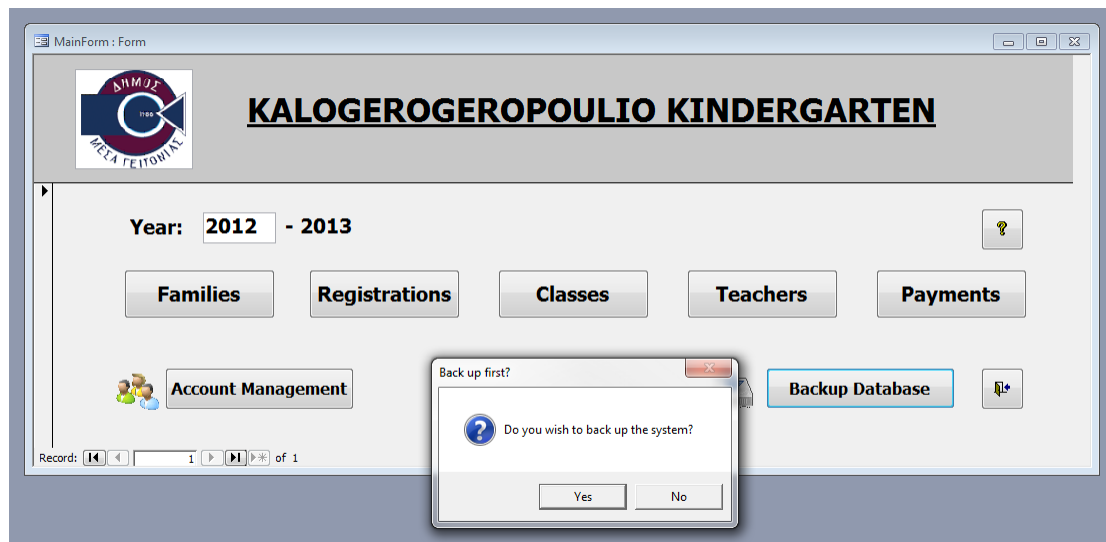 MainForm : Form
ΔΗΜΟΣ
ΜΕΣΑ ΓΕΙΤΟΝΙΑΣ
1986
KALOGEROGEROPOULIO KINDERGARTEN
Year: 2012 - 2013
?
Families Registrations Classes Teachers Payments
Account Management
Backup Database
Back up first?
?
Do you wish to back up the system?
Yes No
Record: 1 of 1